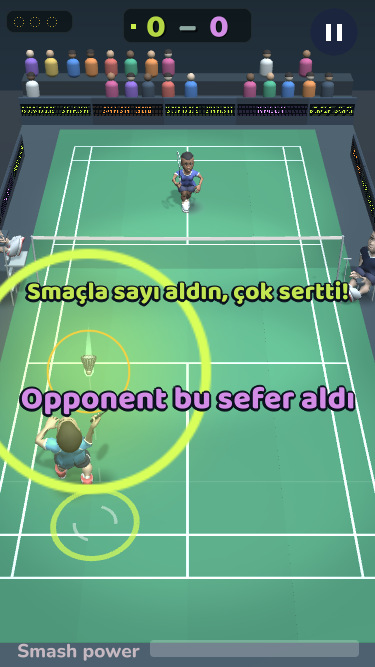 0 – 0
Smaçla sayı aldın, çok sertti!
Opponent bu sefer aldı
Smash power